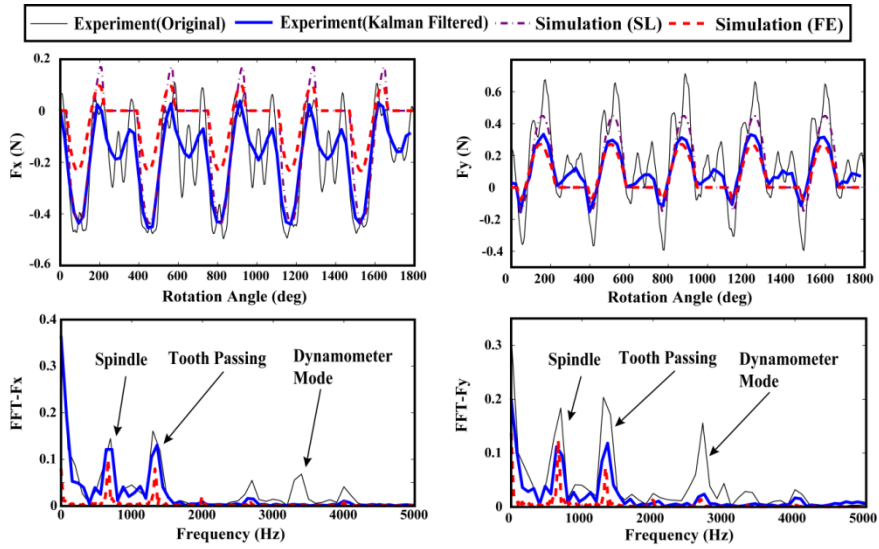 Experiment(Original) Experiment(Kalman Filtered) Simulation (SL) Simulation (FE)
0.2
0
-0.2
-0.4
-0.6
Fx (N)
0 200 400 600 800 1000 1200 1400 1600
Rotation Angle (deg)
0.6
0.4
0.2
0
-0.2
-0.4
Fy (N)
0 200 400 600 800 1000 1200 1400 1600 1800
Rotation Angle (deg)
0.4
0.3
0.2
0.1
0
FFT-Fx
Spindle
Tooth Passing
Dynamometer
Mode
0 1000 2000 3000 4000 5000
Frequency (Hz)
0.3
0.2
0.1
0
FFT-Fy
Spindle
Tooth Passing
Dynamometer
Mode
0 1000 2000 3000 4000 5000
Frequency (Hz)